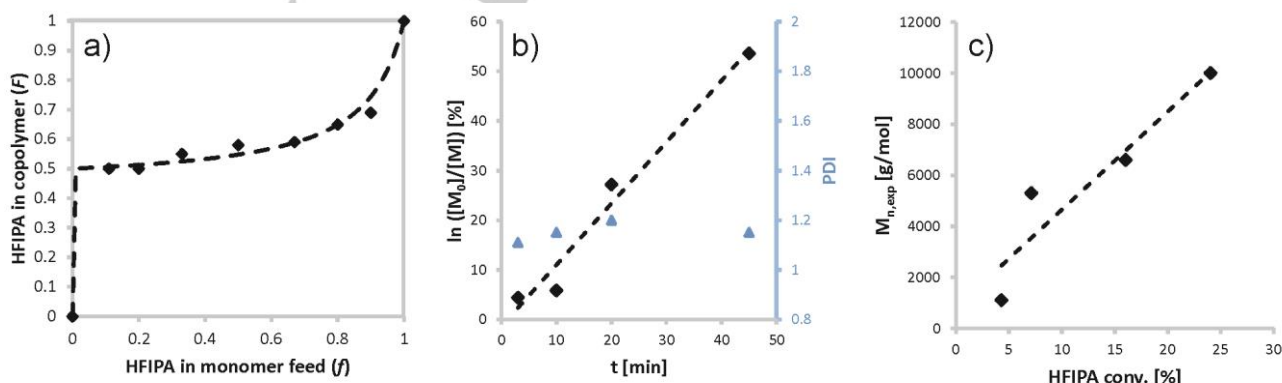 a)
HFIPA in copolymer (F)
1
0.9
0.8
0.7
0.6
0.5
0.4
0.3
0.2
0.1
0
0 0.2 0.4 0.6 0.8 1
HFIPA in monomer feed (f)
b)
ln ([M₀]/[M]) [%]
60
50
40
30
20
10
0
0 10 20 30 40 50
t [min]
2
1.8
1.6
1.4
1.2
1
0.8
PDI
c)
Mn,exp [g/mol]
12000
10000
8000
6000
4000
2000
0
0 5 10 15 20 25 30
HFIPA conv. [%]